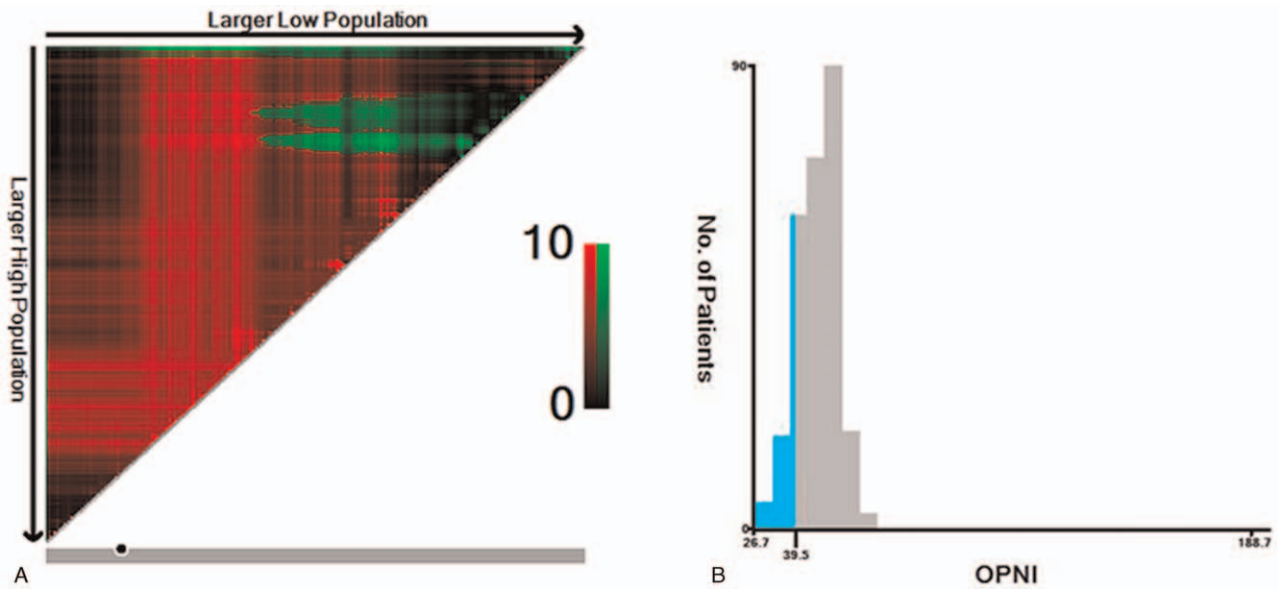 Larger Low Population
Larger High Population
10
0
A
90
No. of Patients
0
26.7
39.5
188.7
OPNI
B